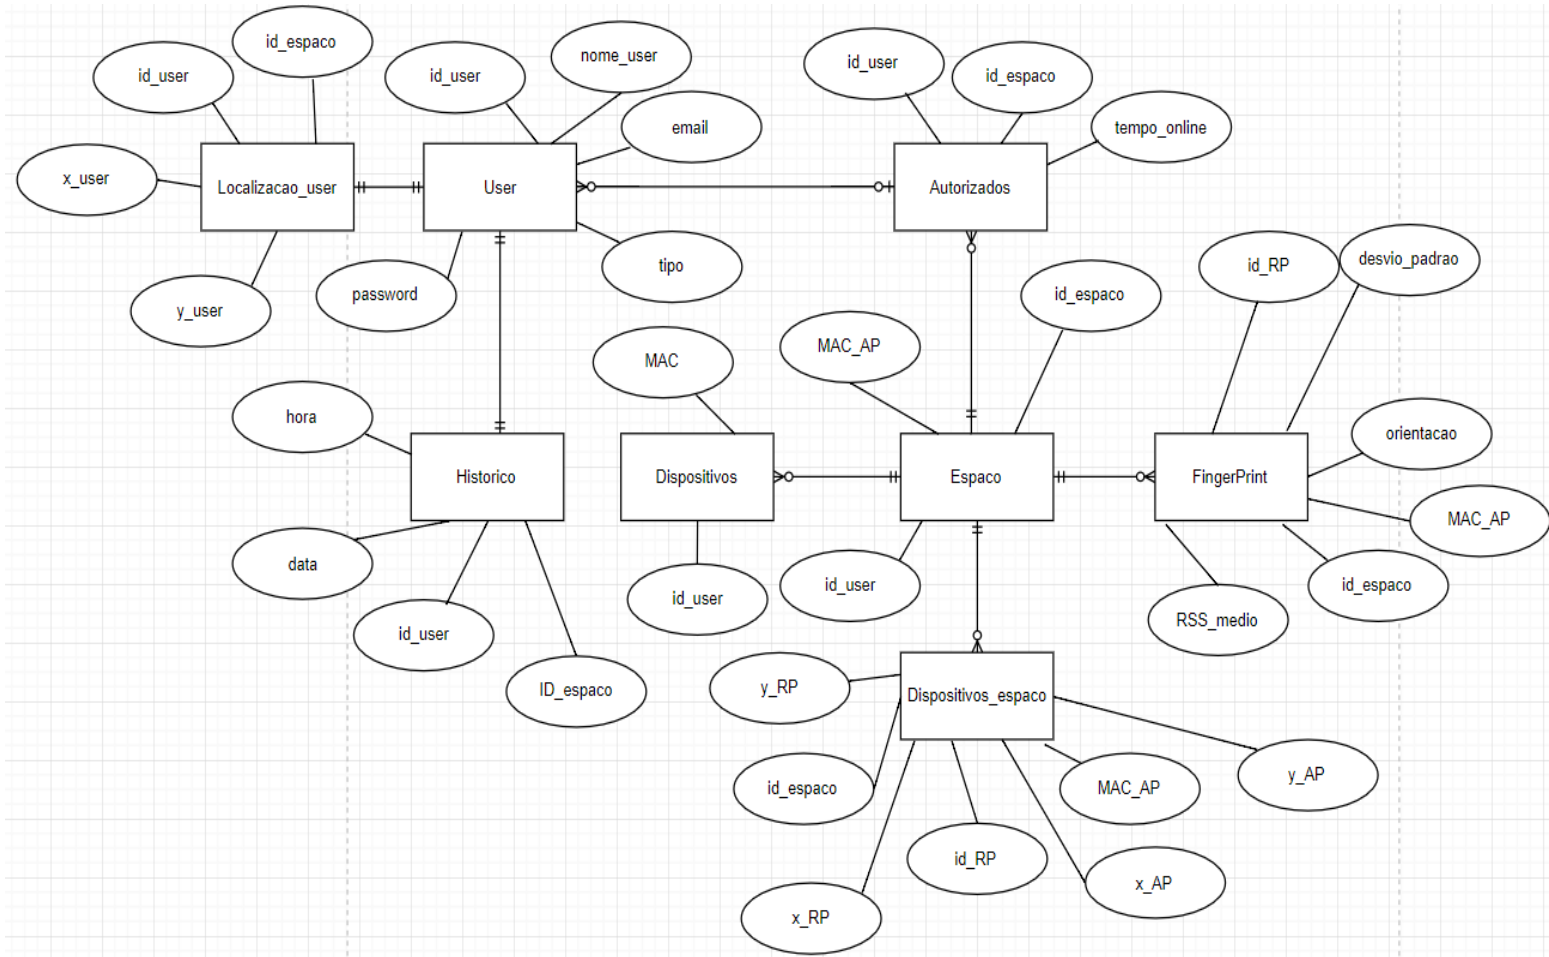 id_espaco
id_user
id_user
nome_user
id_user
id_espaco
email
tempo_online
x_user
Localizacao_user
User
Autorizados
y_user
password
tipo
id_espaco
id_RP
desvio_padrao
MAC
MAC_AP
hora
orientacao
Historico
Dispositivos
Espaco
FingerPrint
MAC_AP
data
id_user
id_user
id_espaco
id_user
RSS_medio
ID_espaco
y_RP
Dispositivos_espaco
id_espaco
MAC_AP
y_AP
id_RP
x_AP
x_RP